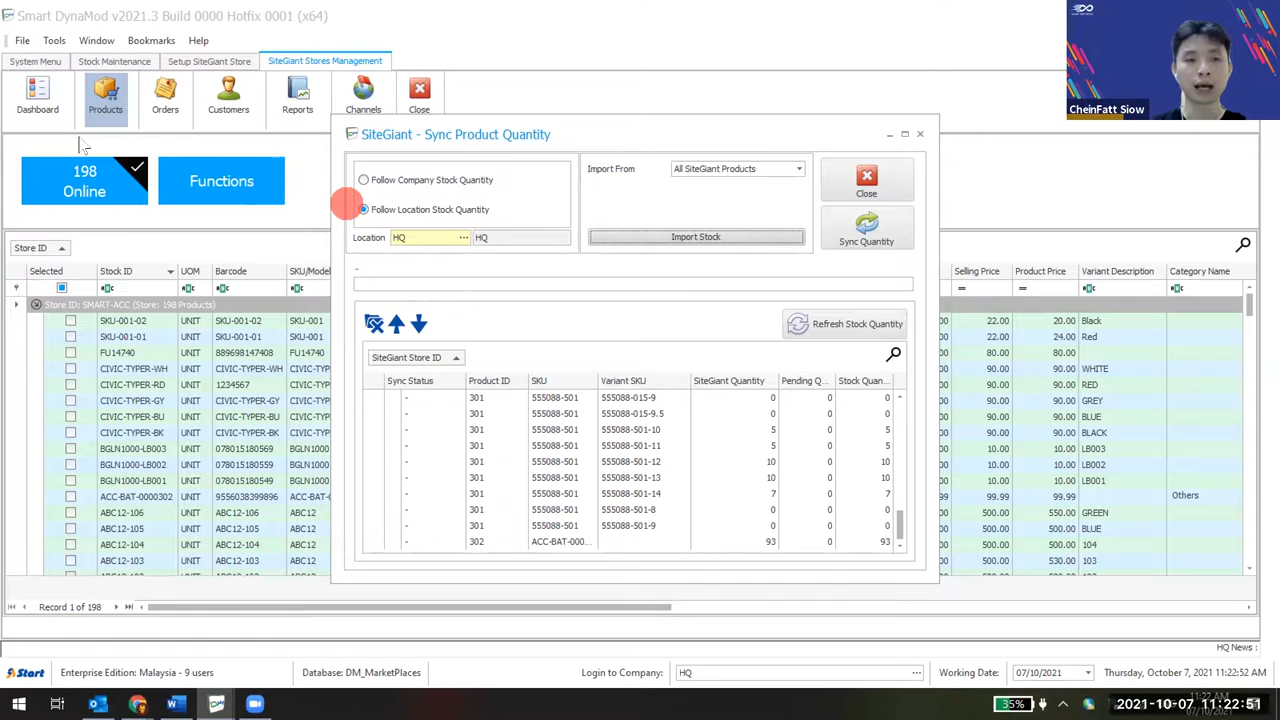 Smart DynaMod v2021.3 Build 0000 Hotfix 0001 (x64)
File Tools Window Bookmarks Help
System Menu Stock Maintenance Setup SiteGiant Store SiteGiant Stores Management
Dashboard Products Orders Customers Reports Channels Close
CheinFatt Siow
198
Online
Functions
SiteGiant - Sync Product Quantity
Follow Company Stock Quantity
Follow Location Stock Quantity
Location HQ HQ
Import From All SiteGiant Products
Import Stock
Close
Sync Quantity
-
Refresh Stock Quantity
SiteGiant Store ID
Sync Status Product ID SKU Variant SKU SiteGiant Quantity Pending Q... Stock Quan...
- 301 555088-501 555088-015-9 0 0 0
- 301 555088-501 555088-015-9.5 0 0 0
- 301 555088-501 555088-501-10 5 0 5
- 301 555088-501 555088-501-11 5 0 5
- 301 555088-501 555088-501-12 10 0 10
- 301 555088-501 555088-501-13 10 0 10
- 301 555088-501 555088-501-14 7 0 7
- 301 555088-501 555088-501-8 0 0 0
- 301 555088-501 555088-501-9 0 0 0
- 302 ACC-BAT-000... 93 0 93
Store ID
Selected Stock ID UOM Barcode SKU/Model Selling Price Product Price Variant Description Category Name
Store ID: SMART-ACC (Store: 198 Products)
SKU-001-02 UNIT SKU-001-02 SKU-001 22.00 20.00 Black
SKU-001-01 UNIT SKU-001-01 SKU-001 22.00 24.00 Red
FU14740 UNIT 889698147408 FU14740 80.00 80.00
CIVIC-TYPER-WH UNIT CIVIC-TYPER-WH CIVIC-T 90.00 90.00 WHITE
CIVIC-TYPER-RD UNIT 1234567 CIVIC-T 90.00 90.00 RED
CIVIC-TYPER-GY UNIT CIVIC-TYPER-GY CIVIC-T 90.00 90.00 GREY
CIVIC-TYPER-BU UNIT CIVIC-TYPER-BU CIVIC-T 90.00 90.00 BLUE
CIVIC-TYPER-BK UNIT CIVIC-TYPER-BK CIVIC-T 90.00 90.00 BLACK
BGLN1000-LB003 UNIT 078015180569 BGLN10 10.00 90.00 LB003
BGLN1000-LB002 UNIT 078015180559 BGLN10 10.00 10.00 LB002
BGLN1000-LB001 UNIT 078015180549 BGLN10 10.00 10.00 LB001
ACC-BAT-0000302 UNIT 9556038399896 ACC-BA 99.99 99.99 Others
ABC12-106 UNIT ABC12-106 ABC12 500.00 550.00 GREEN
ABC12-105 UNIT ABC12-105 ABC12 500.00 500.00 BLUE
ABC12-104 UNIT ABC12-104 ABC12 500.00 500.00 104
ABC12-103 UNIT ABC12-103 ABC12 500.00 530.00 103
Record 1 of 198
HQ News :
Start Enterprise Edition: Malaysia - 9 users Database: DM_MarketPlaces Login to Company: HQ Working Date: 07/10/2021 Thursday, October 7, 2021 11:22:52 AM
35% 2021-10-07 11:22:51